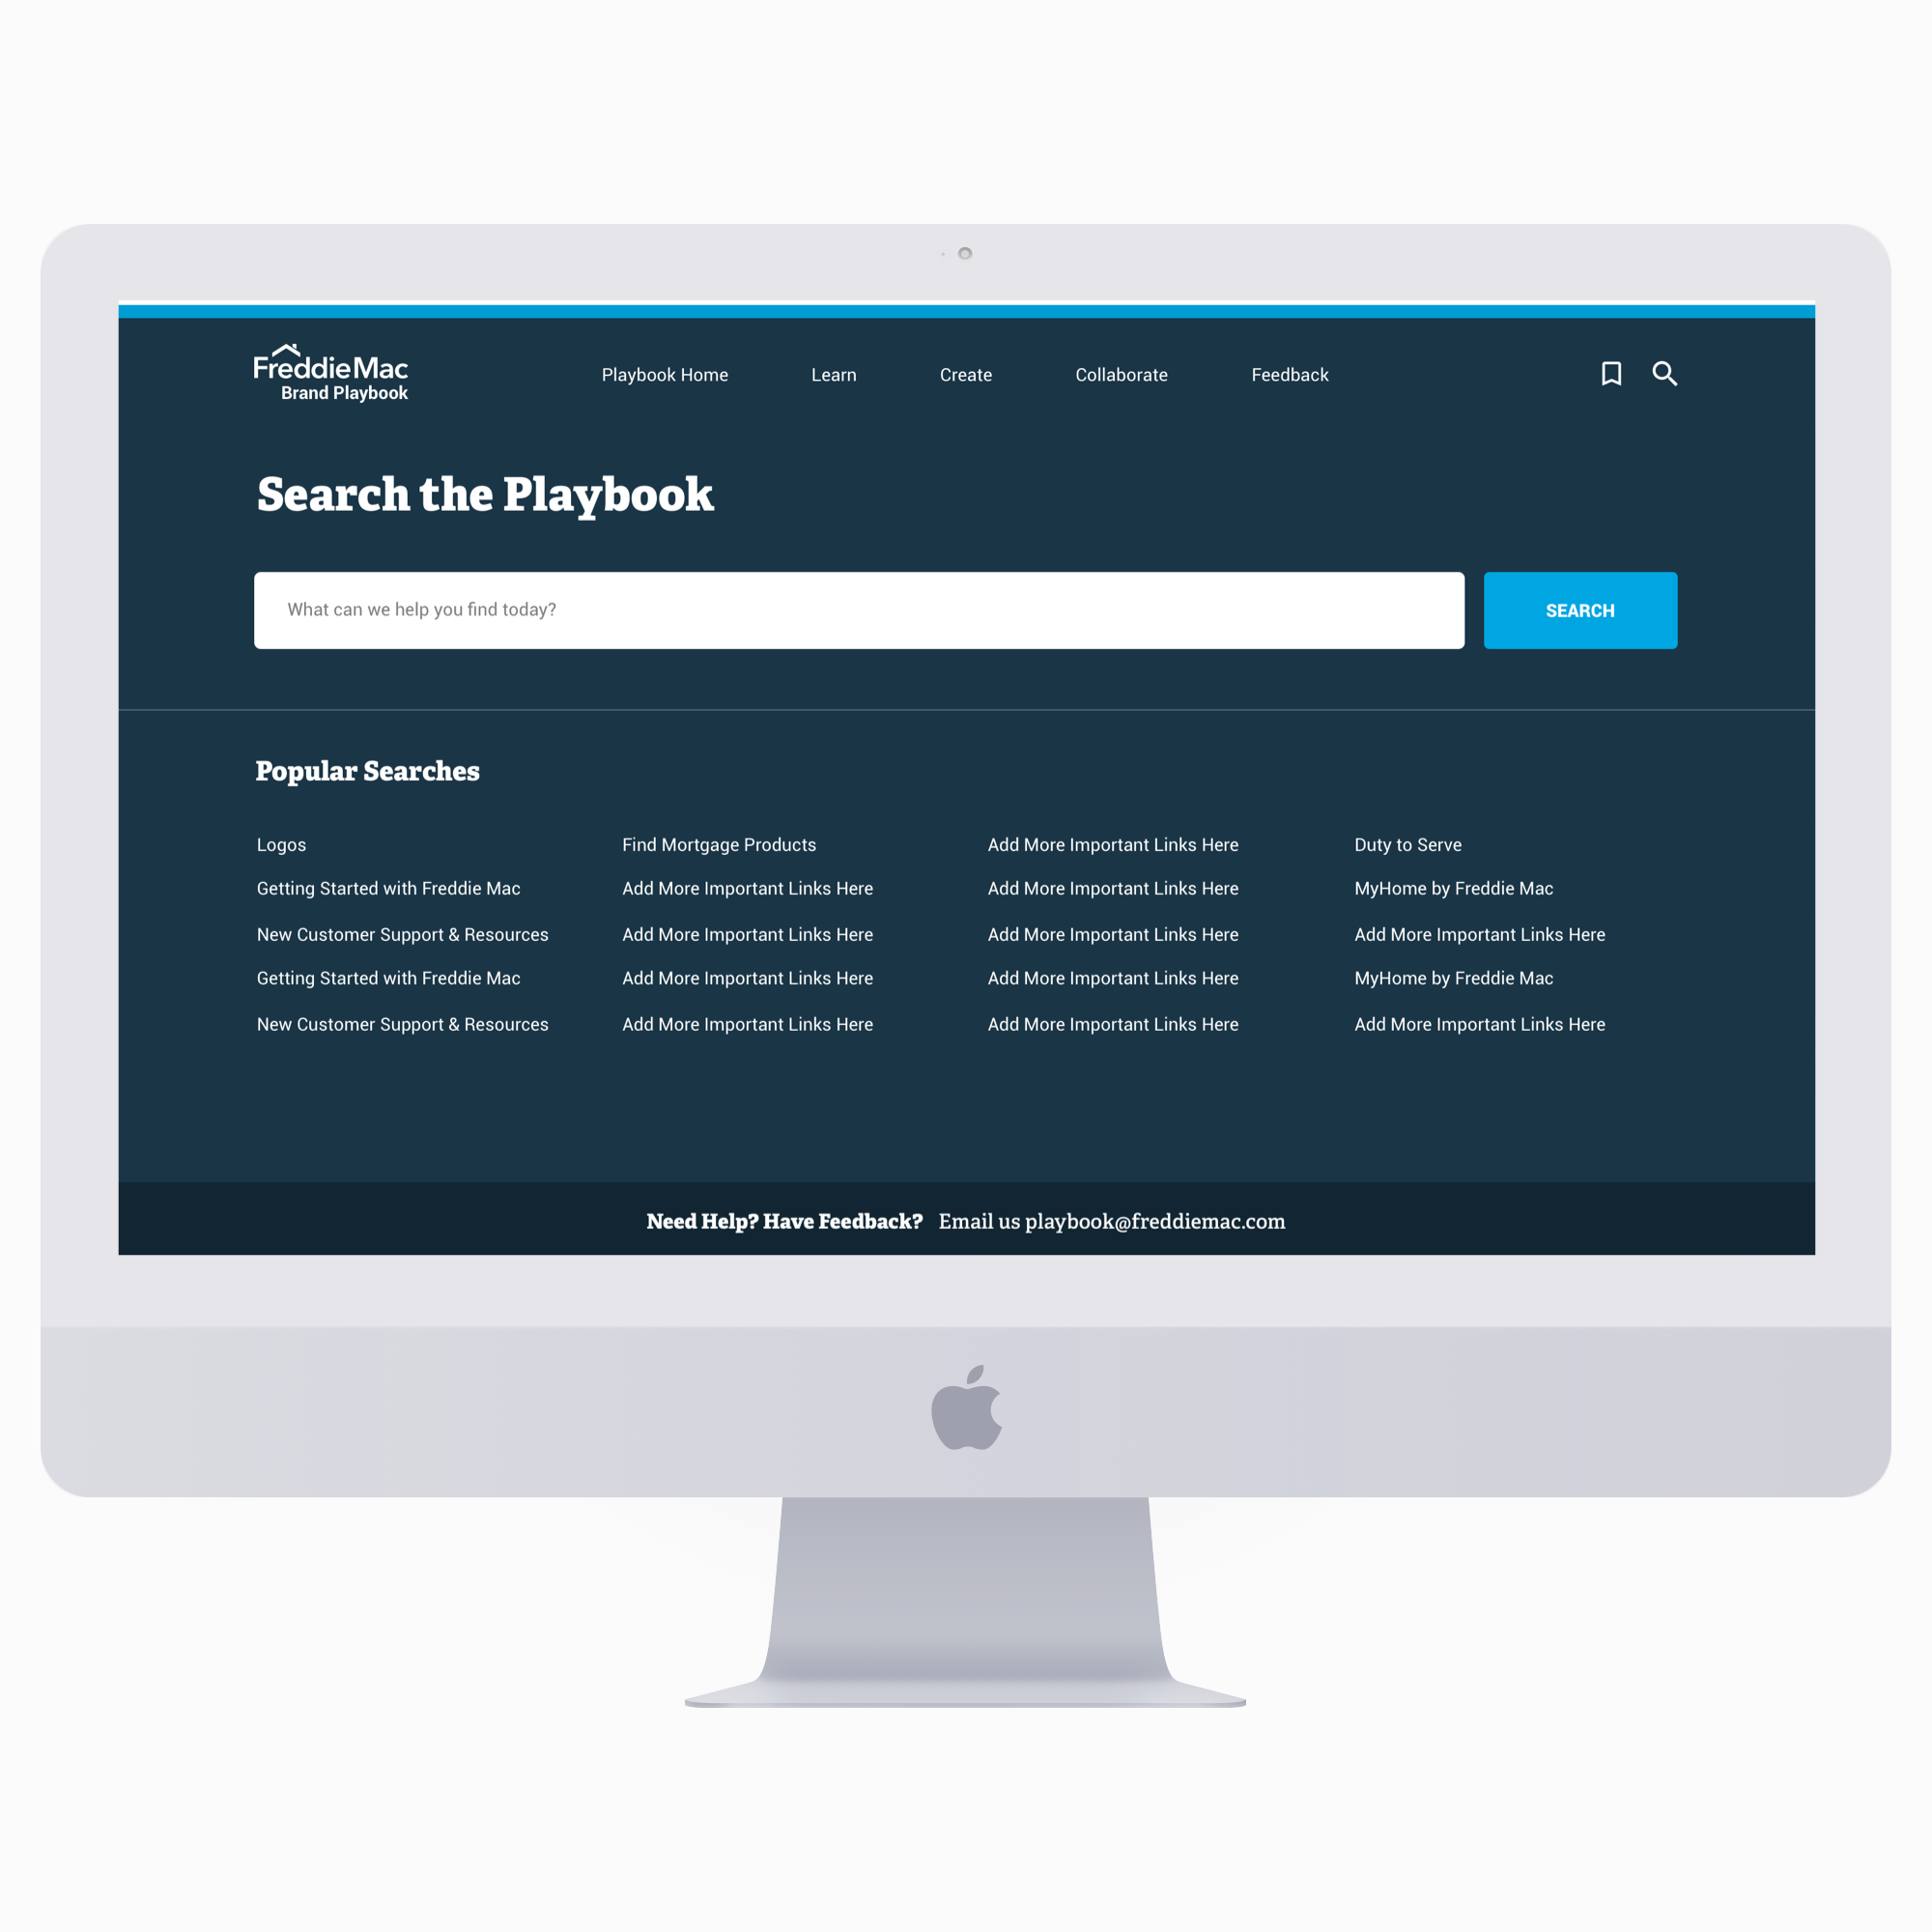 FreddieMac
Brand Playbook
Playbook Home Learn Create Collaborate Feedback
Search the Playbook
What can we help you find today? SEARCH
Popular Searches
Logos Find Mortgage Products Add More Important Links Here Duty to Serve
Getting Started with Freddie Mac Add More Important Links Here Add More Important Links Here MyHome by Freddie Mac
New Customer Support & Resources Add More Important Links Here Add More Important Links Here Add More Important Links Here
Getting Started with Freddie Mac Add More Important Links Here Add More Important Links Here MyHome by Freddie Mac
New Customer Support & Resources Add More Important Links Here Add More Important Links Here Add More Important Links Here
Need Help? Have Feedback? Email us playbook@freddiemac.com